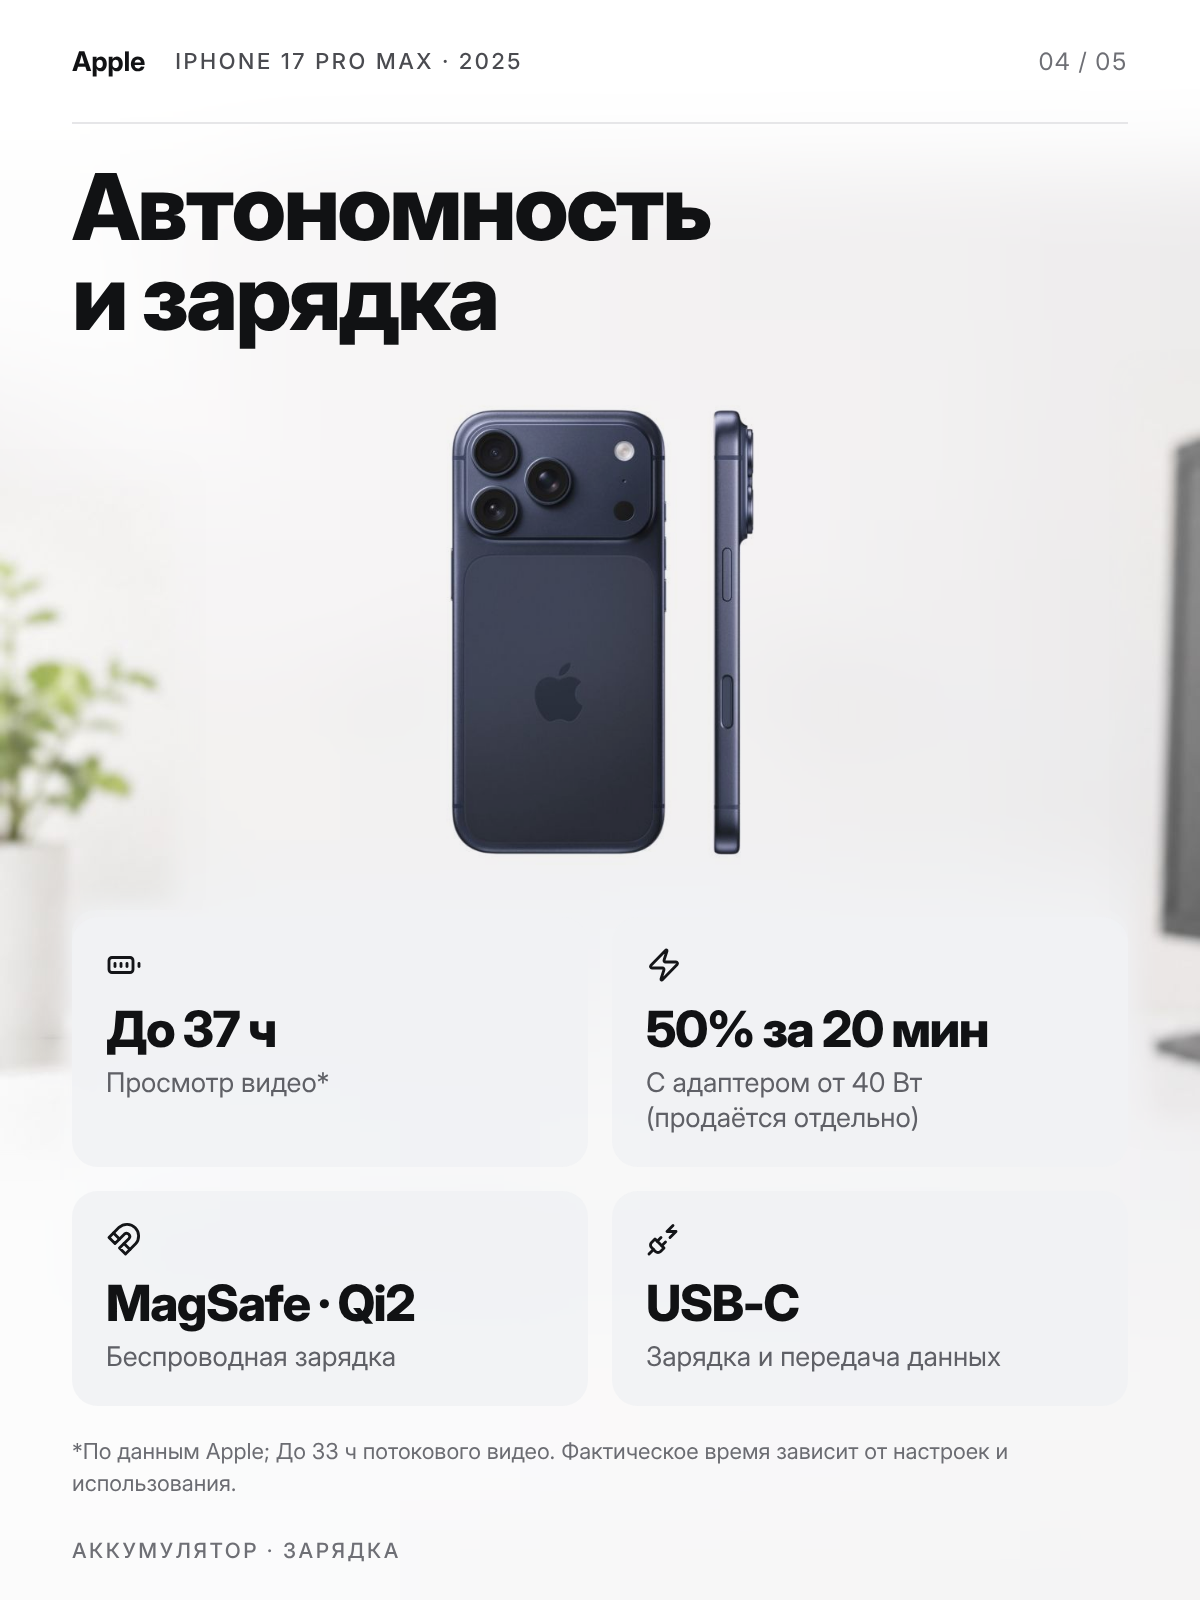 Apple IPHONE 17 PRO MAX · 2025 04 / 05
Автономность
и зарядка
До 37 ч
Просмотр видео*
50% за 20 мин
С адаптером от 40 Вт
(продаётся отдельно)
MagSafe · Qi2
Беспроводная зарядка
USB-C
Зарядка и передача данных
*По данным Apple; До 33 ч потокового видео. Фактическое время зависит от настроек и
использования.
АККУМУЛЯТОР · ЗАРЯДКА